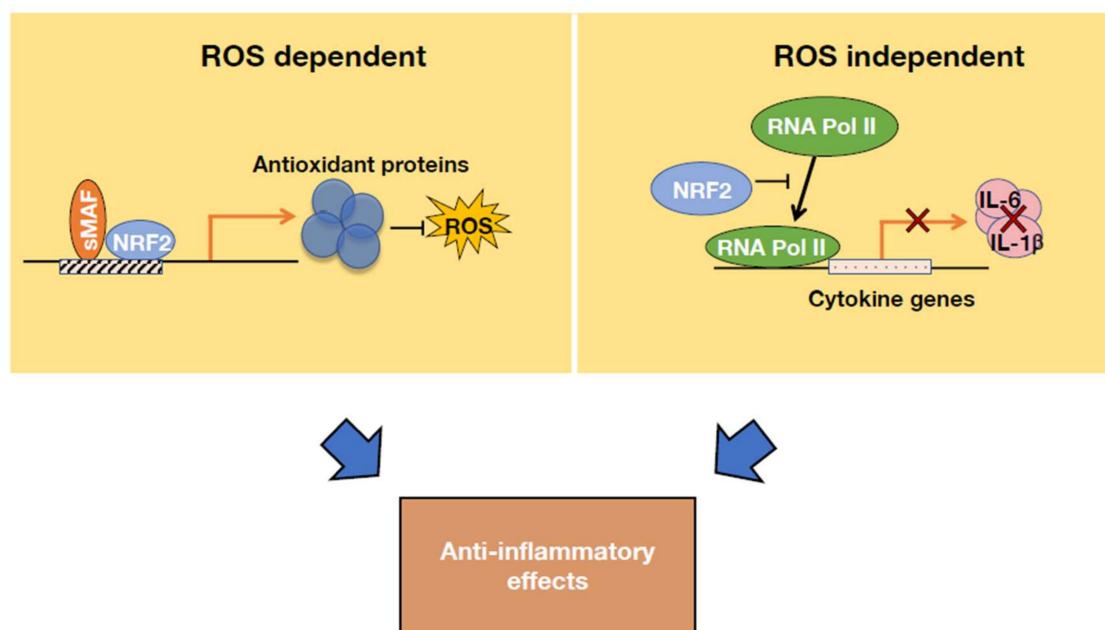 ROS dependent
Antioxidant proteins
sMAF
NRF2
ROS
ROS independent
RNA Pol II
NRF2
RNA Pol II
IL-6
IL-1β
Cytokine genes
Anti-inflammatory
effects